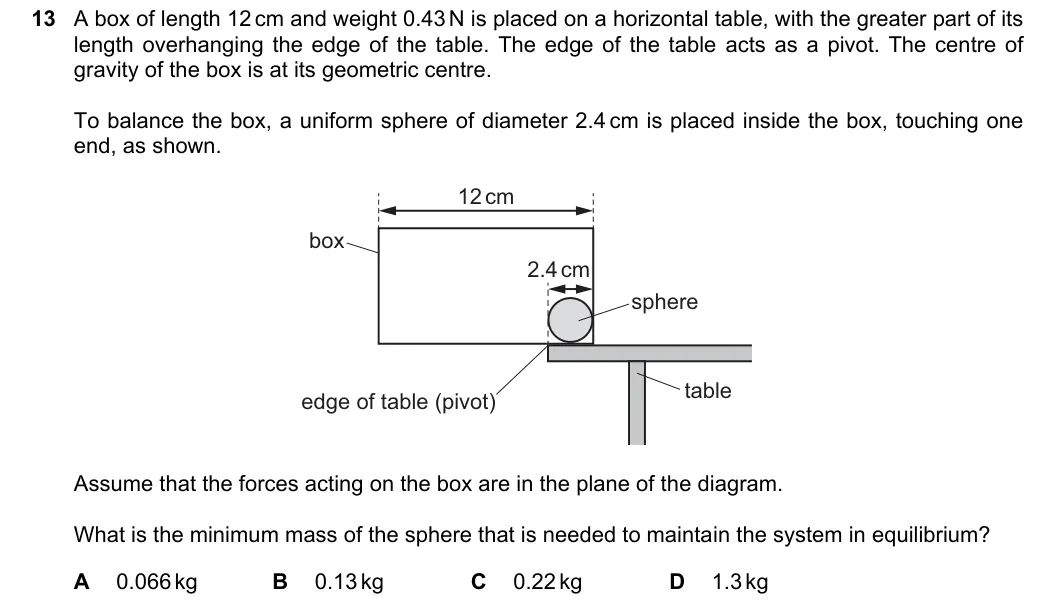 13 A box of length 12 cm and weight 0.43 N is placed on a horizontal table, with the greater part of its
length overhanging the edge of the table. The edge of the table acts as a pivot. The centre of
gravity of the box is at its geometric centre.
To balance the box, a uniform sphere of diameter 2.4 cm is placed inside the box, touching one
end, as shown.
12 cm
box
2.4 cm
sphere
table
edge of table (pivot)
Assume that the forces acting on the box are in the plane of the diagram.
What is the minimum mass of the sphere that is needed to maintain the system in equilibrium?
A 0.066 kg B 0.13 kg C 0.22 kg D 1.3 kg